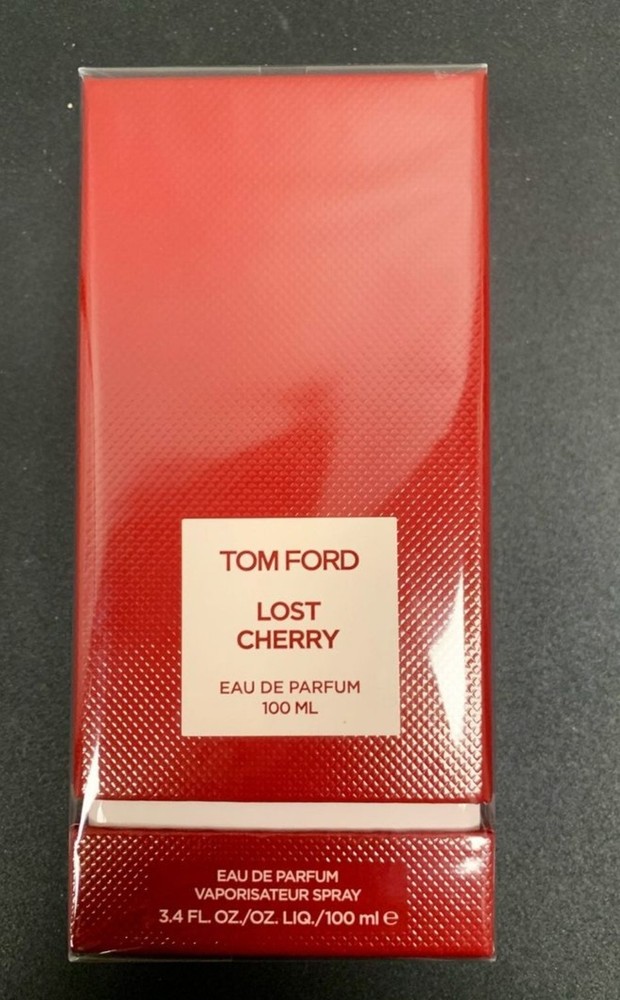 TOM FORD
LOST
CHERRY
EAU DE PARFUM
100 ML
EAU DE PARFUM
VAPORISATEUR SPRAY
3.4 FL. OZ./OZ. LIQ./100 ml ℮